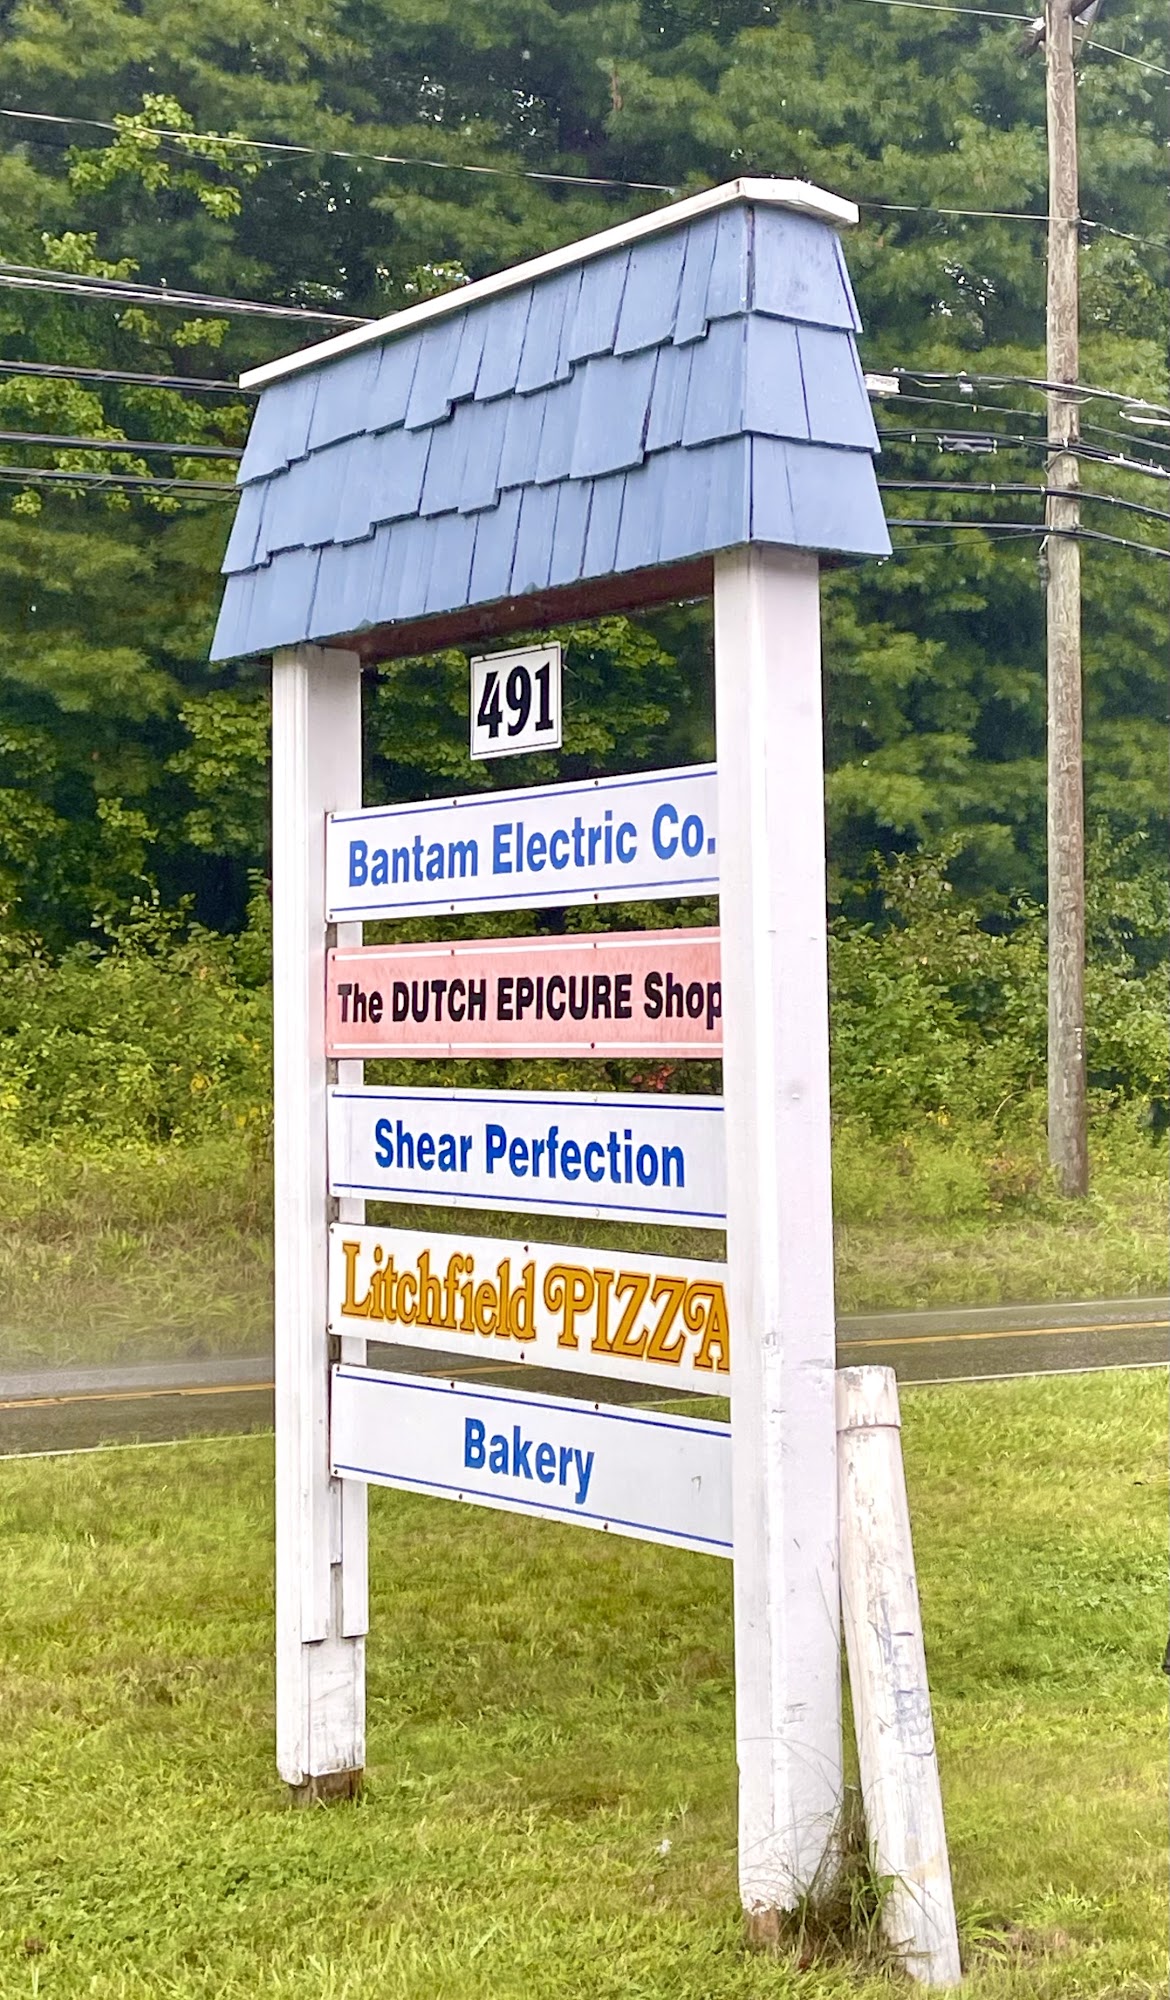 491
Bantam Electric Co.
The DUTCH EPICURE Shop
Shear Perfection
Litchfield PIZZA
Bakery